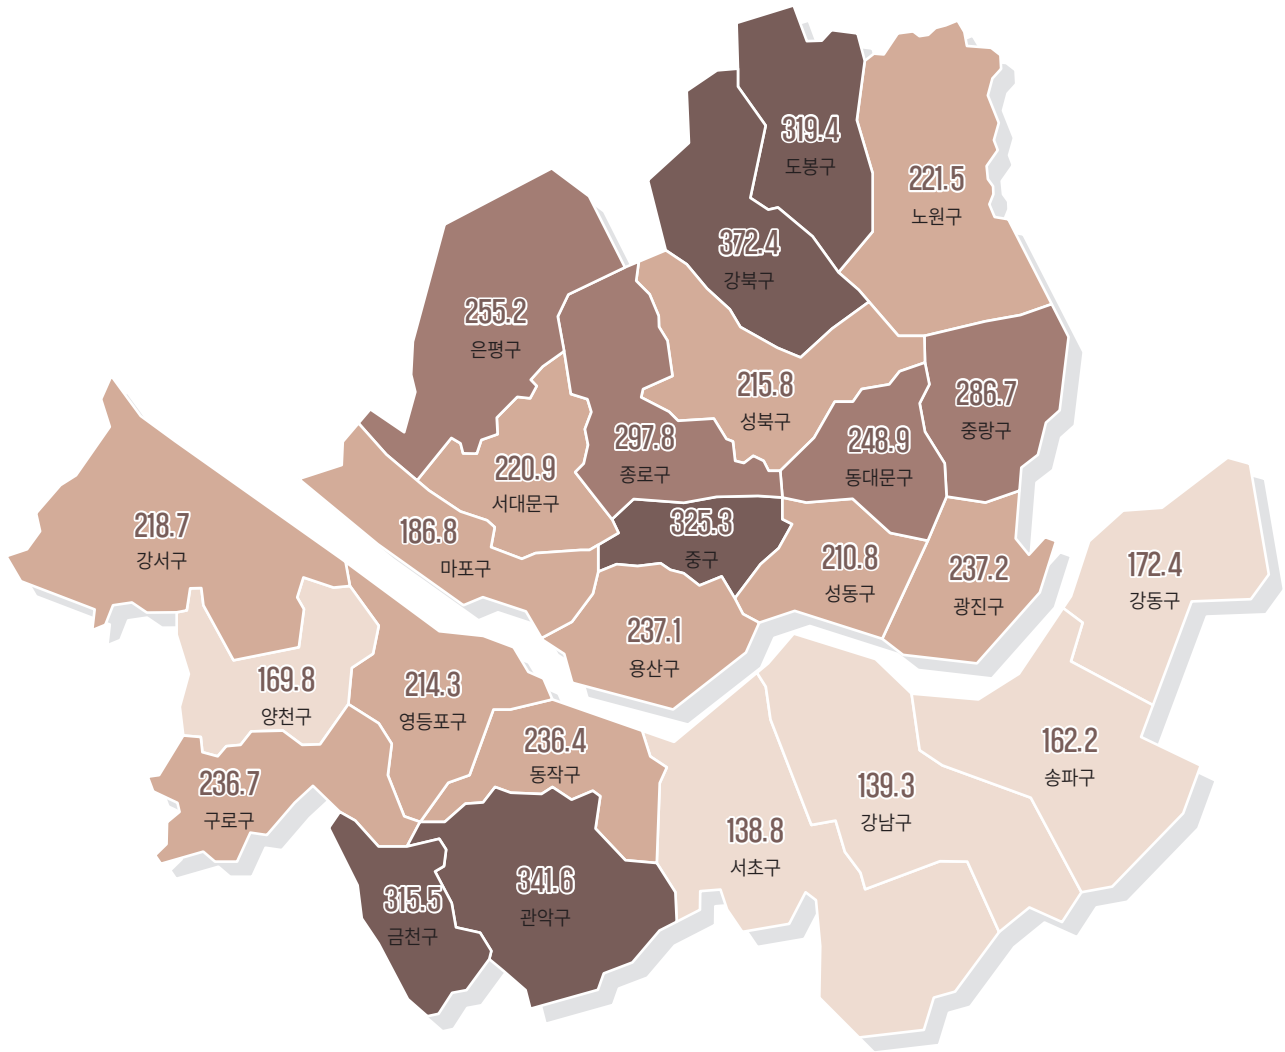 319.4
도봉구
221.5
노원구
372.4
강북구
255.2
은평구
215.8
성북구
286.7
중랑구
297.8
종로구
248.9
동대문구
220.9
서대문구
218.7
강서구
186.8
마포구
325.3
중구
210.8
성동구
237.2
광진구
172.4
강동구
237.1
용산구
169.8
양천구
214.3
영등포구
236.4
동작구
162.2
송파구
236.7
구로구
139.3
강남구
138.8
서초구
315.5
금천구
341.6
관악구